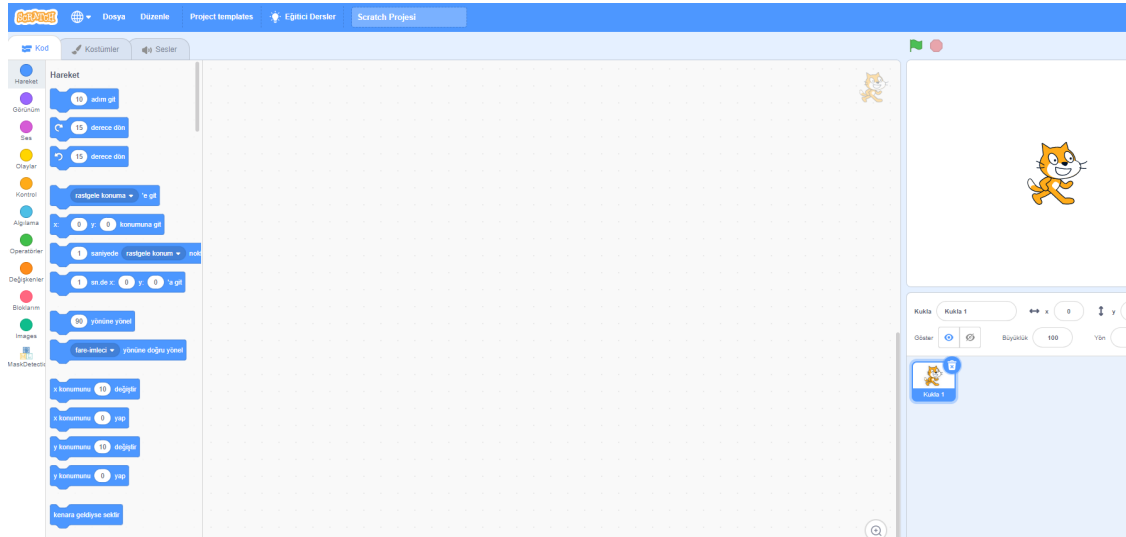 SCRATCH Dosya Düzenle Project templates Eğitici Dersler Scratch Projesi
Kod Kostümler Sesler
Hareket
Görünüm
Ses
Olaylar
Kontrol
Algılama
Operatörler
Değişkenler
Bloklarım
Images
MaskDetectio
Hareket
10 adım git
15 derece dön
15 derece dön
rastgele konuma 'e git
x: 0 y: 0 konumuna git
1 saniyede rastgele konum nok
1 sn.de x: 0 y: 0 'a git
90 yönüne yönel
fare-imleci yönüne doğru yönel
x konumunu 10 değiştir
x konumunu 0 yap
y konumunu 10 değiştir
y konumunu 0 yap
kenara geldiyse sektir
Kukla Kukla 1 x 0 y
Göster Büyüklük 100 Yön
Kukla 1